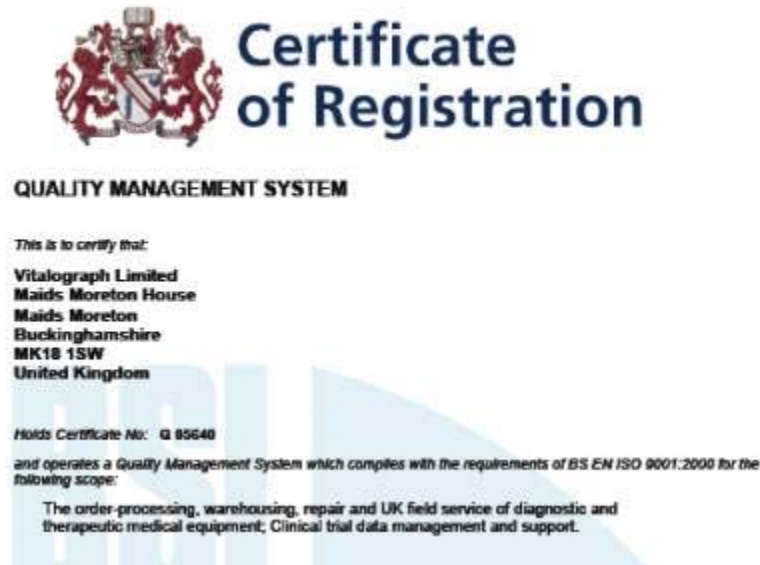 Certificate
of Registration
QUALITY MANAGEMENT SYSTEM
This is to certify that:
Vitalograph Limited
Maids Moreton House
Maids Moreton
Buckinghamshire
MK18 1SW
United Kingdom
BSI
Holds Certificate No: Q 05640
and operates a Quality Management System which complies with the requirements of BS EN ISO 9001:2000 for the
following scope:
The order-processing, warehousing, repair and UK field service of diagnostic and
therapeutic medical equipment; Clinical trial data management and support.